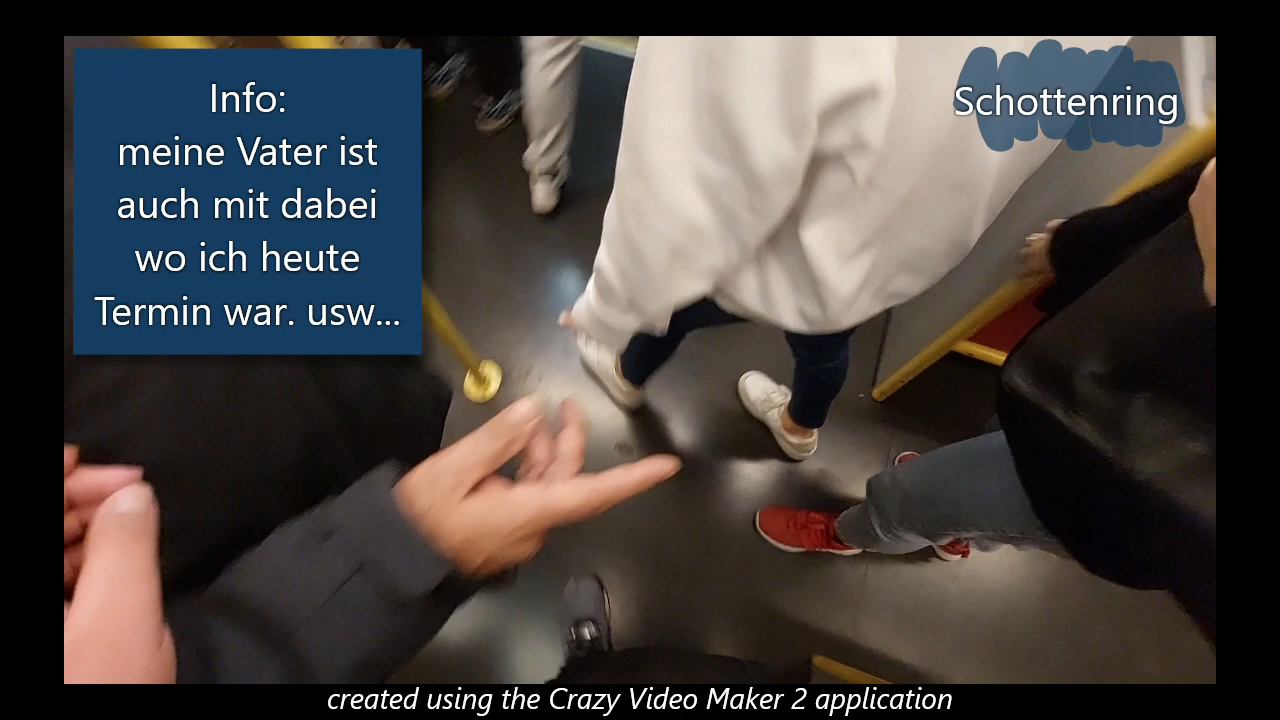 Info:
meine Vater ist
auch mit dabei
wo ich heute
Termin war. usw...
Schottenring
created using the Crazy Video Maker 2 application